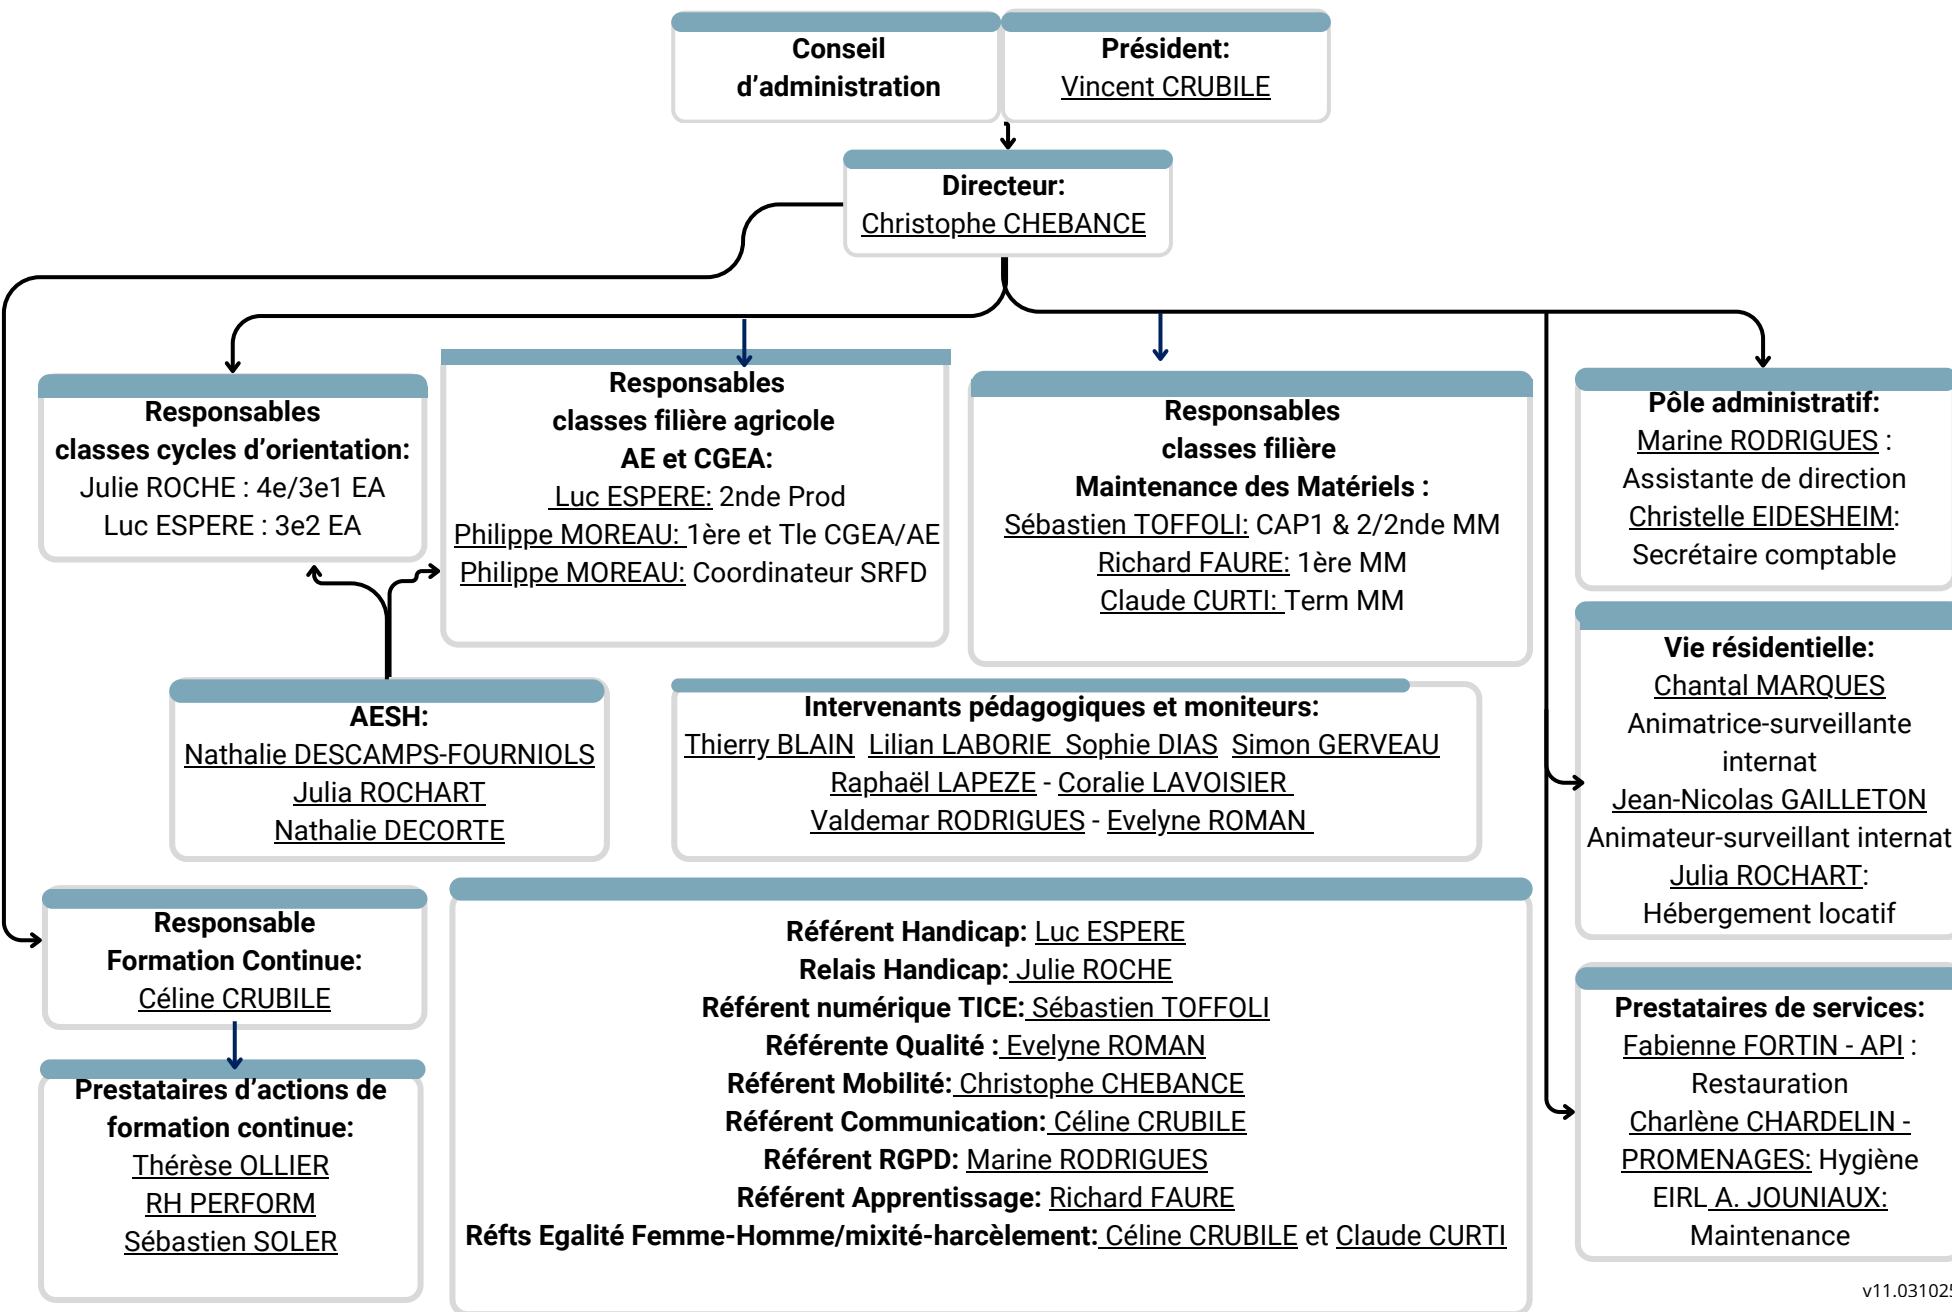 Conseil
d’administration
Président:
Vincent CRUBILE
Directeur:
Christophe CHEBANCE
Responsables
classes cycles d’orientation:
Julie ROCHE : 4e/3e1 EA
Luc ESPERE : 3e2 EA
Responsables
classes filière agricole
AE et CGEA:
Luc ESPERE: 2nde Prod
Philippe MOREAU: 1ère et Tle CGEA/AE
Philippe MOREAU: Coordinateur SRFD
Responsables
classes filière
Maintenance des Matériels :
Sébastien TOFFOLI: CAP1 & 2/2nde MM
Richard FAURE: 1ère MM
Claude CURTI: Term MM
Pôle administratif:
Marine RODRIGUES :
Assistante de direction
Christelle EIDESHEIM:
Secrétaire comptable
Vie résidentielle:
Chantal MARQUES
Animatrice-surveillante
internat
Jean-Nicolas GAILLETON
Animateur-surveillant internat
Julia ROCHART:
Hébergement locatif
AESH:
Nathalie DESCAMPS-FOURNIOLS
Julia ROCHART
Nathalie DECORTE
Intervenants pédagogiques et moniteurs:
Thierry BLAIN Lilian LABORIE Sophie DIAS Simon GERVEAU
Raphaël LAPEZE - Coralie LAVOISIER
Valdemar RODRIGUES - Evelyne ROMAN
Responsable
Formation Continue:
Céline CRUBILE
Prestataires d’actions de
formation continue:
Thérèse OLLIER
RH PERFORM
Sébastien SOLER
Référent Handicap: Luc ESPERE
Relais Handicap: Julie ROCHE
Référent numérique TICE: Sébastien TOFFOLI
Référente Qualité : Evelyne ROMAN
Référent Mobilité: Christophe CHEBANCE
Référent Communication: Céline CRUBILE
Référent RGPD: Marine RODRIGUES
Référent Apprentissage: Richard FAURE
Réfts Egalité Femme-Homme/mixité-harcèlement: Céline CRUBILE et Claude CURTI
Prestataires de services:
Fabienne FORTIN - API :
Restauration
Charlène CHARDELIN -
PROMENAGES: Hygiène
EIRL A. JOUNIAUX:
Maintenance
v11.031025